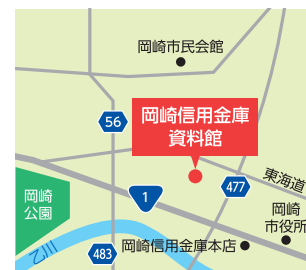 岡崎市民会館
56
岡崎信用金庫
資料館
東海道
477
岡崎
公園
1
岡崎
市役所
乙川
483
岡崎信用金庫本店